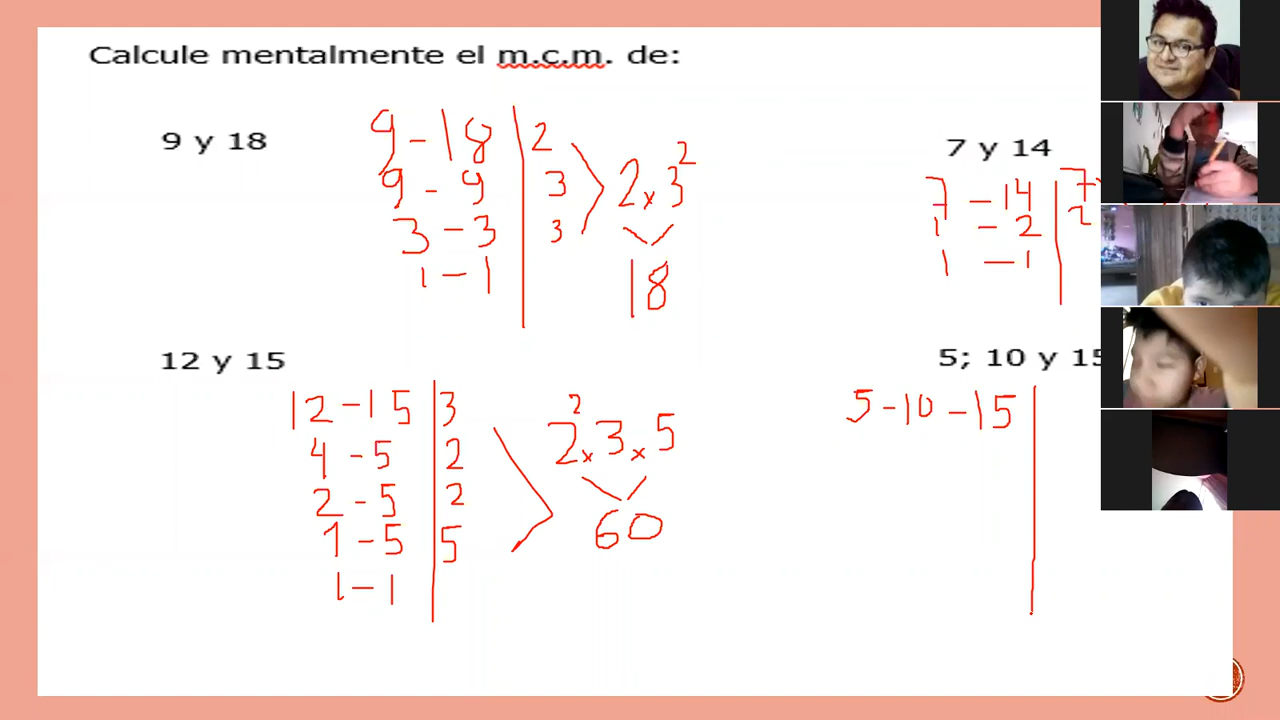 Calcule mentalmente el m.c.m. de:
9 y 18
9 - 18 | 2
9 - 9 | 3
3 - 3 | 3
1 - 1
2 x 3²
18
7 y 14
7 - 14 | 7
1 - 2 | 2
1 - 1
12 y 15
12 - 15 | 3
4 - 5 | 2
2 - 5 | 2
1 - 5 | 5
1 - 1
2² x 3 x 5
60
5; 10 y 15
5 - 10 - 15